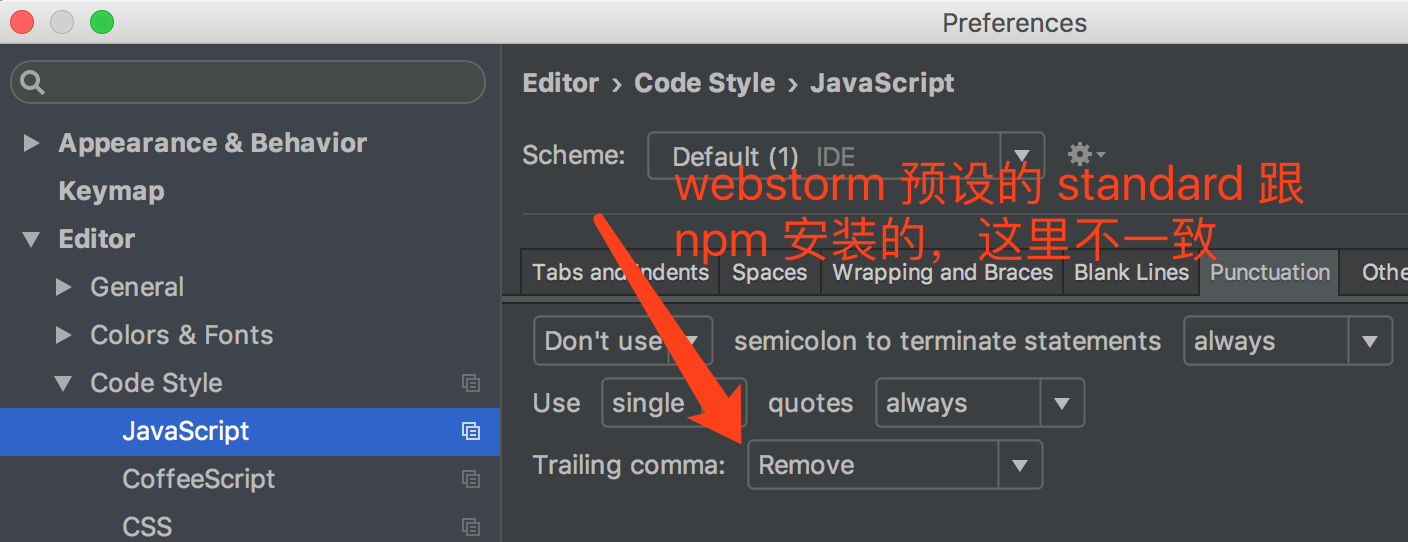 Preferences
Editor › Code Style › JavaScript
Appearance & Behavior
Scheme: Default (1) IDE
webstorm 预设的 standard 跟
Keymap
npm 安装的，这里不一致
Editor
Tabs and Indents Spaces Wrapping and Braces Blank Lines Punctuation Othe
General
Colors & Fonts
Don't use semicolon to terminate statements always
Code Style
Use single quotes always
JavaScript
Trailing comma: Remove
CoffeeScript
CSS